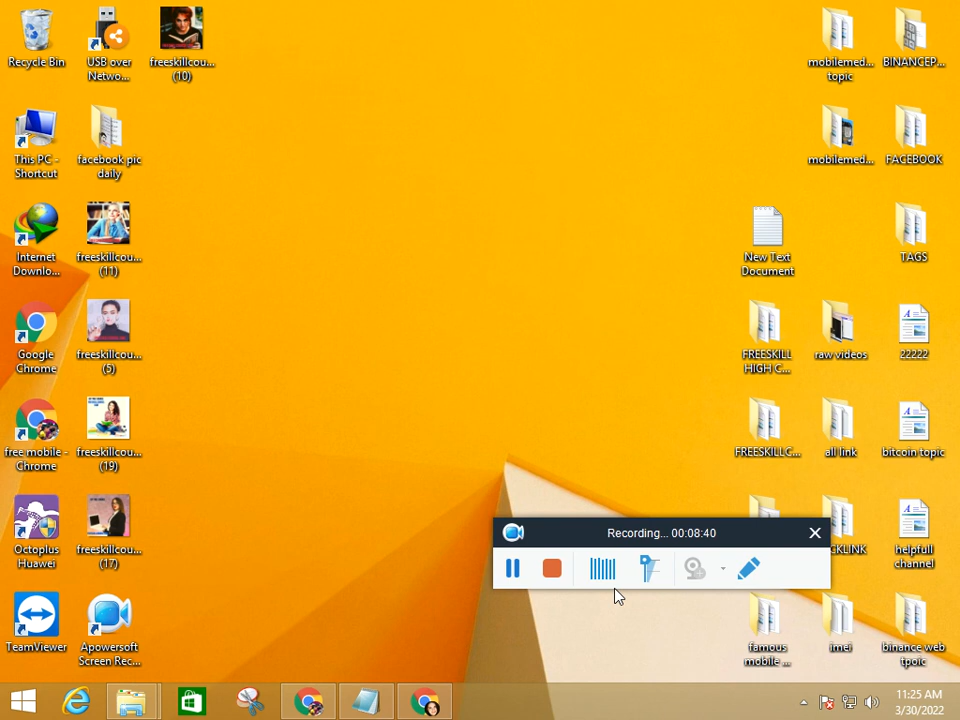 Recycle Bin
USB over
Netwo...
freeskillcou...
(10)
mobilemed...
topic
BINANCEP...
This PC -
Shortcut
facebook pic
daily
mobilemed...
FACEBOOK
Internet
Downlo...
freeskillcou...
(11)
New Text
Document
TAGS
Google
Chrome
freeskillcou...
(5)
FREESKILL
HIGH C...
raw videos
22222
free mobile -
Chrome
freeskillcou...
(19)
FREESKILLC...
all link
bitcoin topic
Octoplus
Huawei
freeskillcou...
(17)
Recording... 00:08:40
CKLINK
helpfull
channel
TeamViewer
Apowersoft
Screen Rec...
famous
mobile ...
imei
binance web
tpoic
11:25 AM
3/30/2022